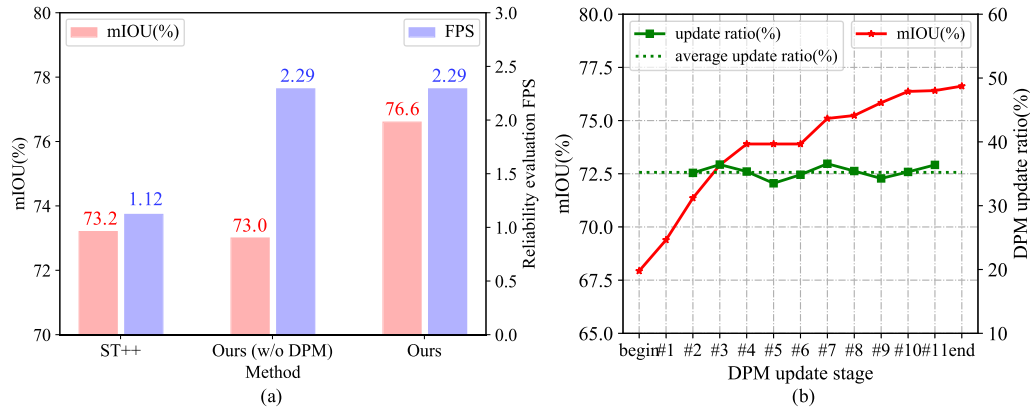 mIOU(%)
FPS
80
78
76
74
72
70
mIOU(%)
3.0
2.5
2.0
1.5
1.0
0.5
0.0
Reliability evaluation FPS
73.2
1.12
73.0
2.29
76.6
2.29
ST++
Ours (w/o DPM)
Ours
Method
(a)
update ratio(%)
average update ratio(%)
mIOU(%)
80.0
77.5
75.0
72.5
70.0
67.5
65.0
mIOU(%)
60
50
40
30
20
10
DPM update ratio(%)
begin #1 #2 #3 #4 #5 #6 #7 #8 #9 #10 #11 end
DPM update stage
(b)